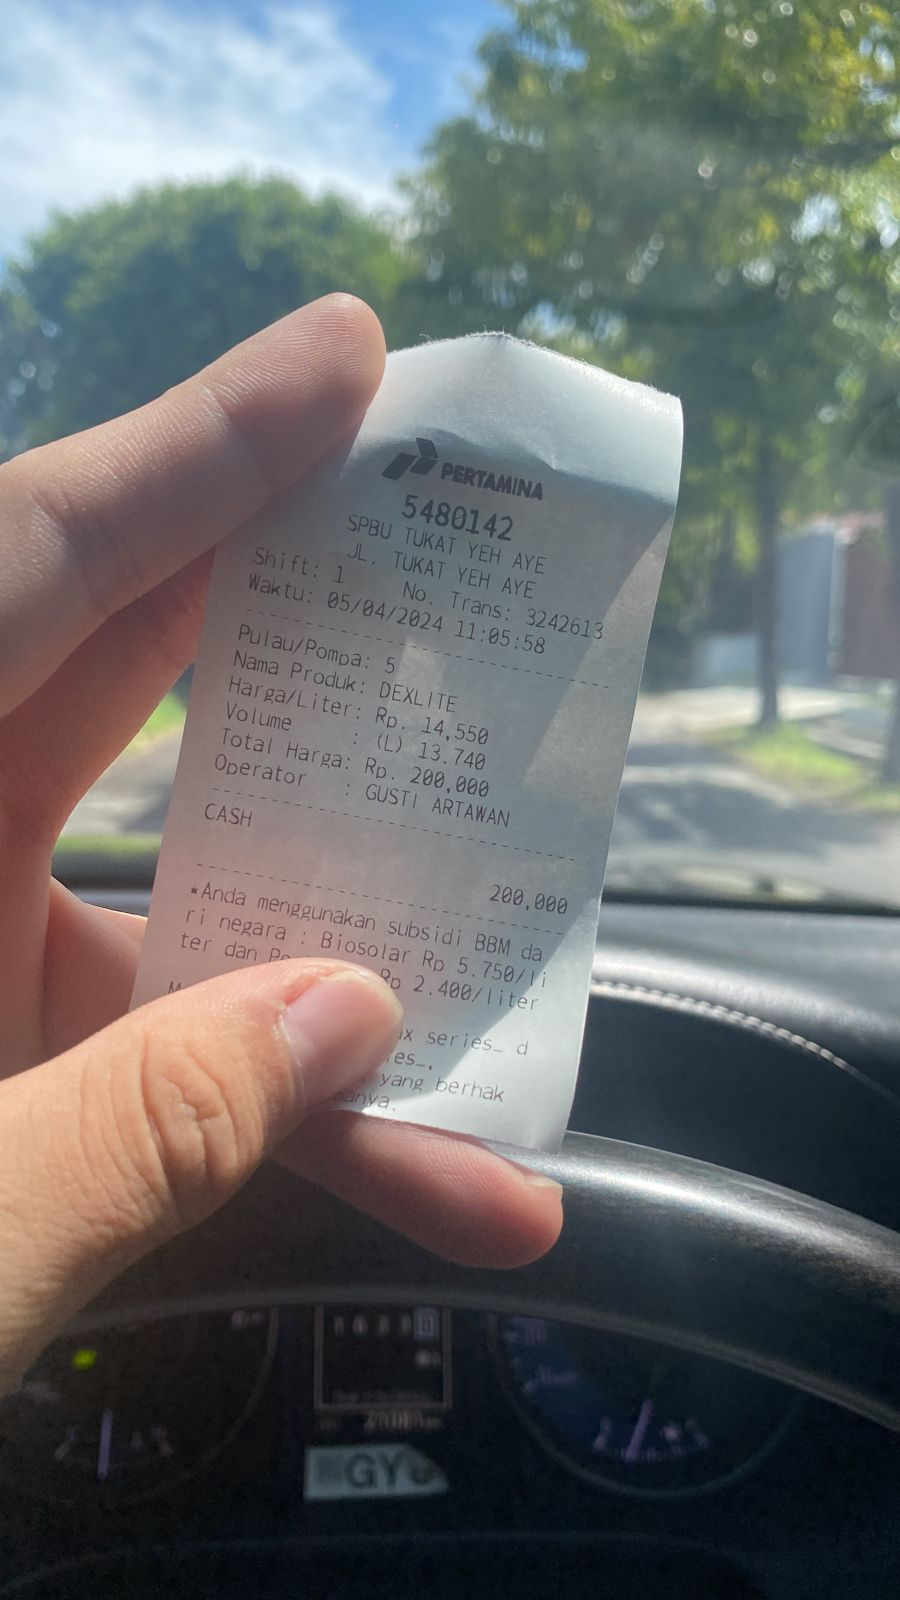 PERTAMINA
5480142
SPBU TUKAT YEH AYE
JL. TUKAT YEH AYE
Shift: 1 No. Trans: 3242613
Waktu: 05/04/2024 11:05:58
Pulau/Pompa: 5
Nama Produk: DEXLITE
Harga/Liter: Rp. 14,550
Volume : (L) 13.740
Total Harga: Rp. 200,000
Operator : GUSTI ARTAWAN
CASH
200,000
*Anda menggunakan subsidi BBM da
ri negara : Biosolar Rp 5.750/li
ter dan Rp 2.400/liter
series_ d
yang berhak